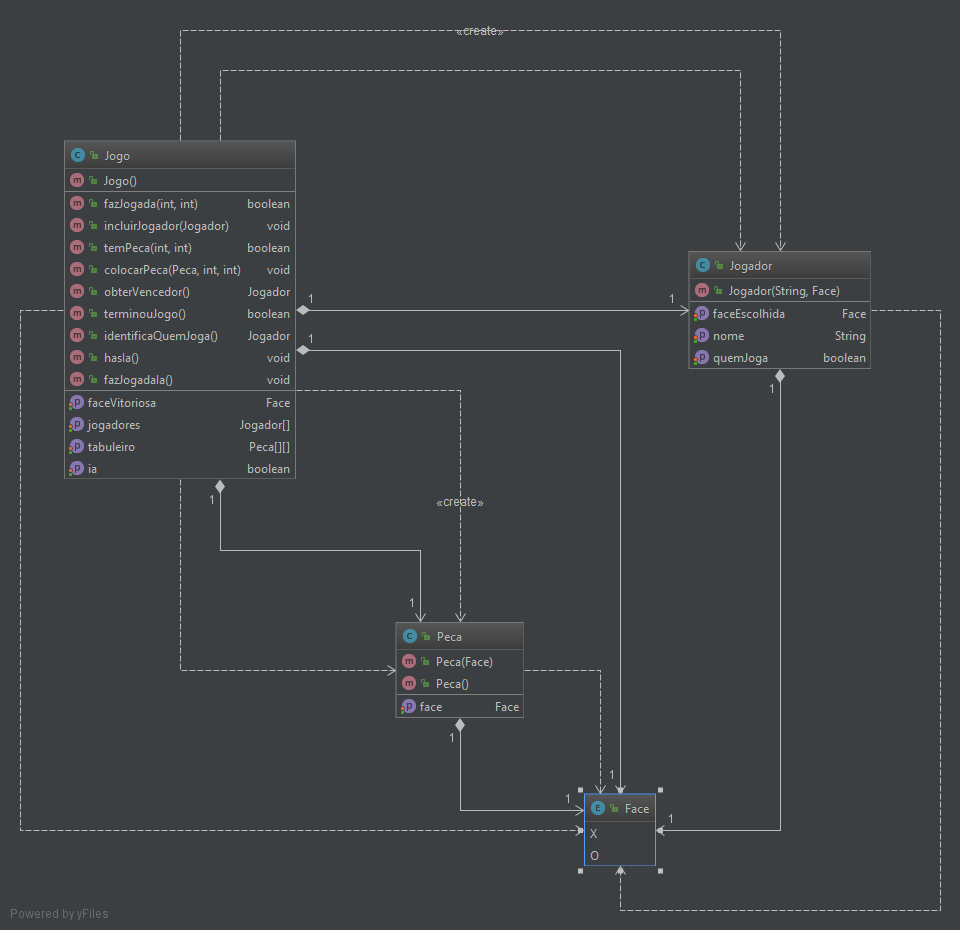 «create»
C Jogo
m Jogo()
m fazJogada(int, int) boolean
m incluirJogador(Jogador) void
m temPeca(int, int) boolean
m colocarPeca(Peca, int, int) void
m obterVencedor() Jogador
m terminouJogo() boolean
m identificaQuemJoga() Jogador
m hasIa() void
m fazJogadaIa() void
p faceVitoriosa Face
p jogadores Jogador[]
p tabuleiro Peca[][]
p ia boolean
1
1
1
1
C Jogador
m Jogador(String, Face)
p faceEscolhida Face
p nome String
p quemJoga boolean
1
«create»
1
C Peca
m Peca(Face)
m Peca()
p face Face
1
1
1
1
E Face
X
O
Powered by yFiles